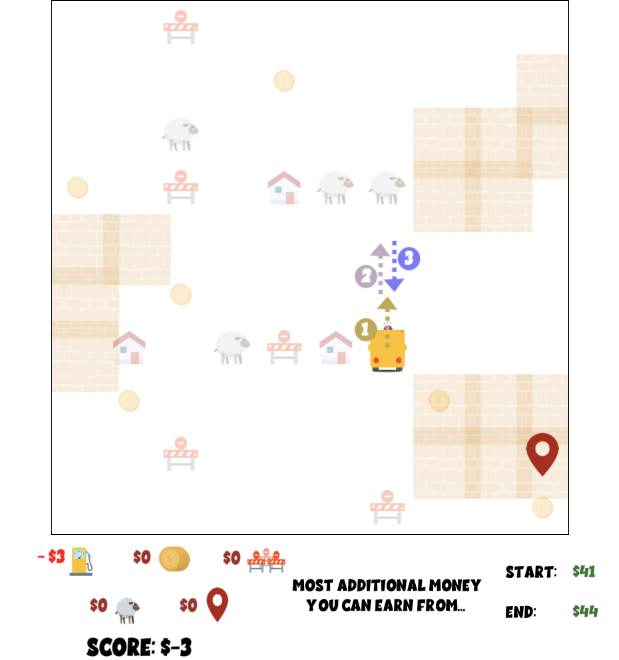 1
2
3
- $3
$0
$0
$0
$0
SCORE: $-3
MOST ADDITIONAL MONEY
YOU CAN EARN FROM...
START: $41
END: $44